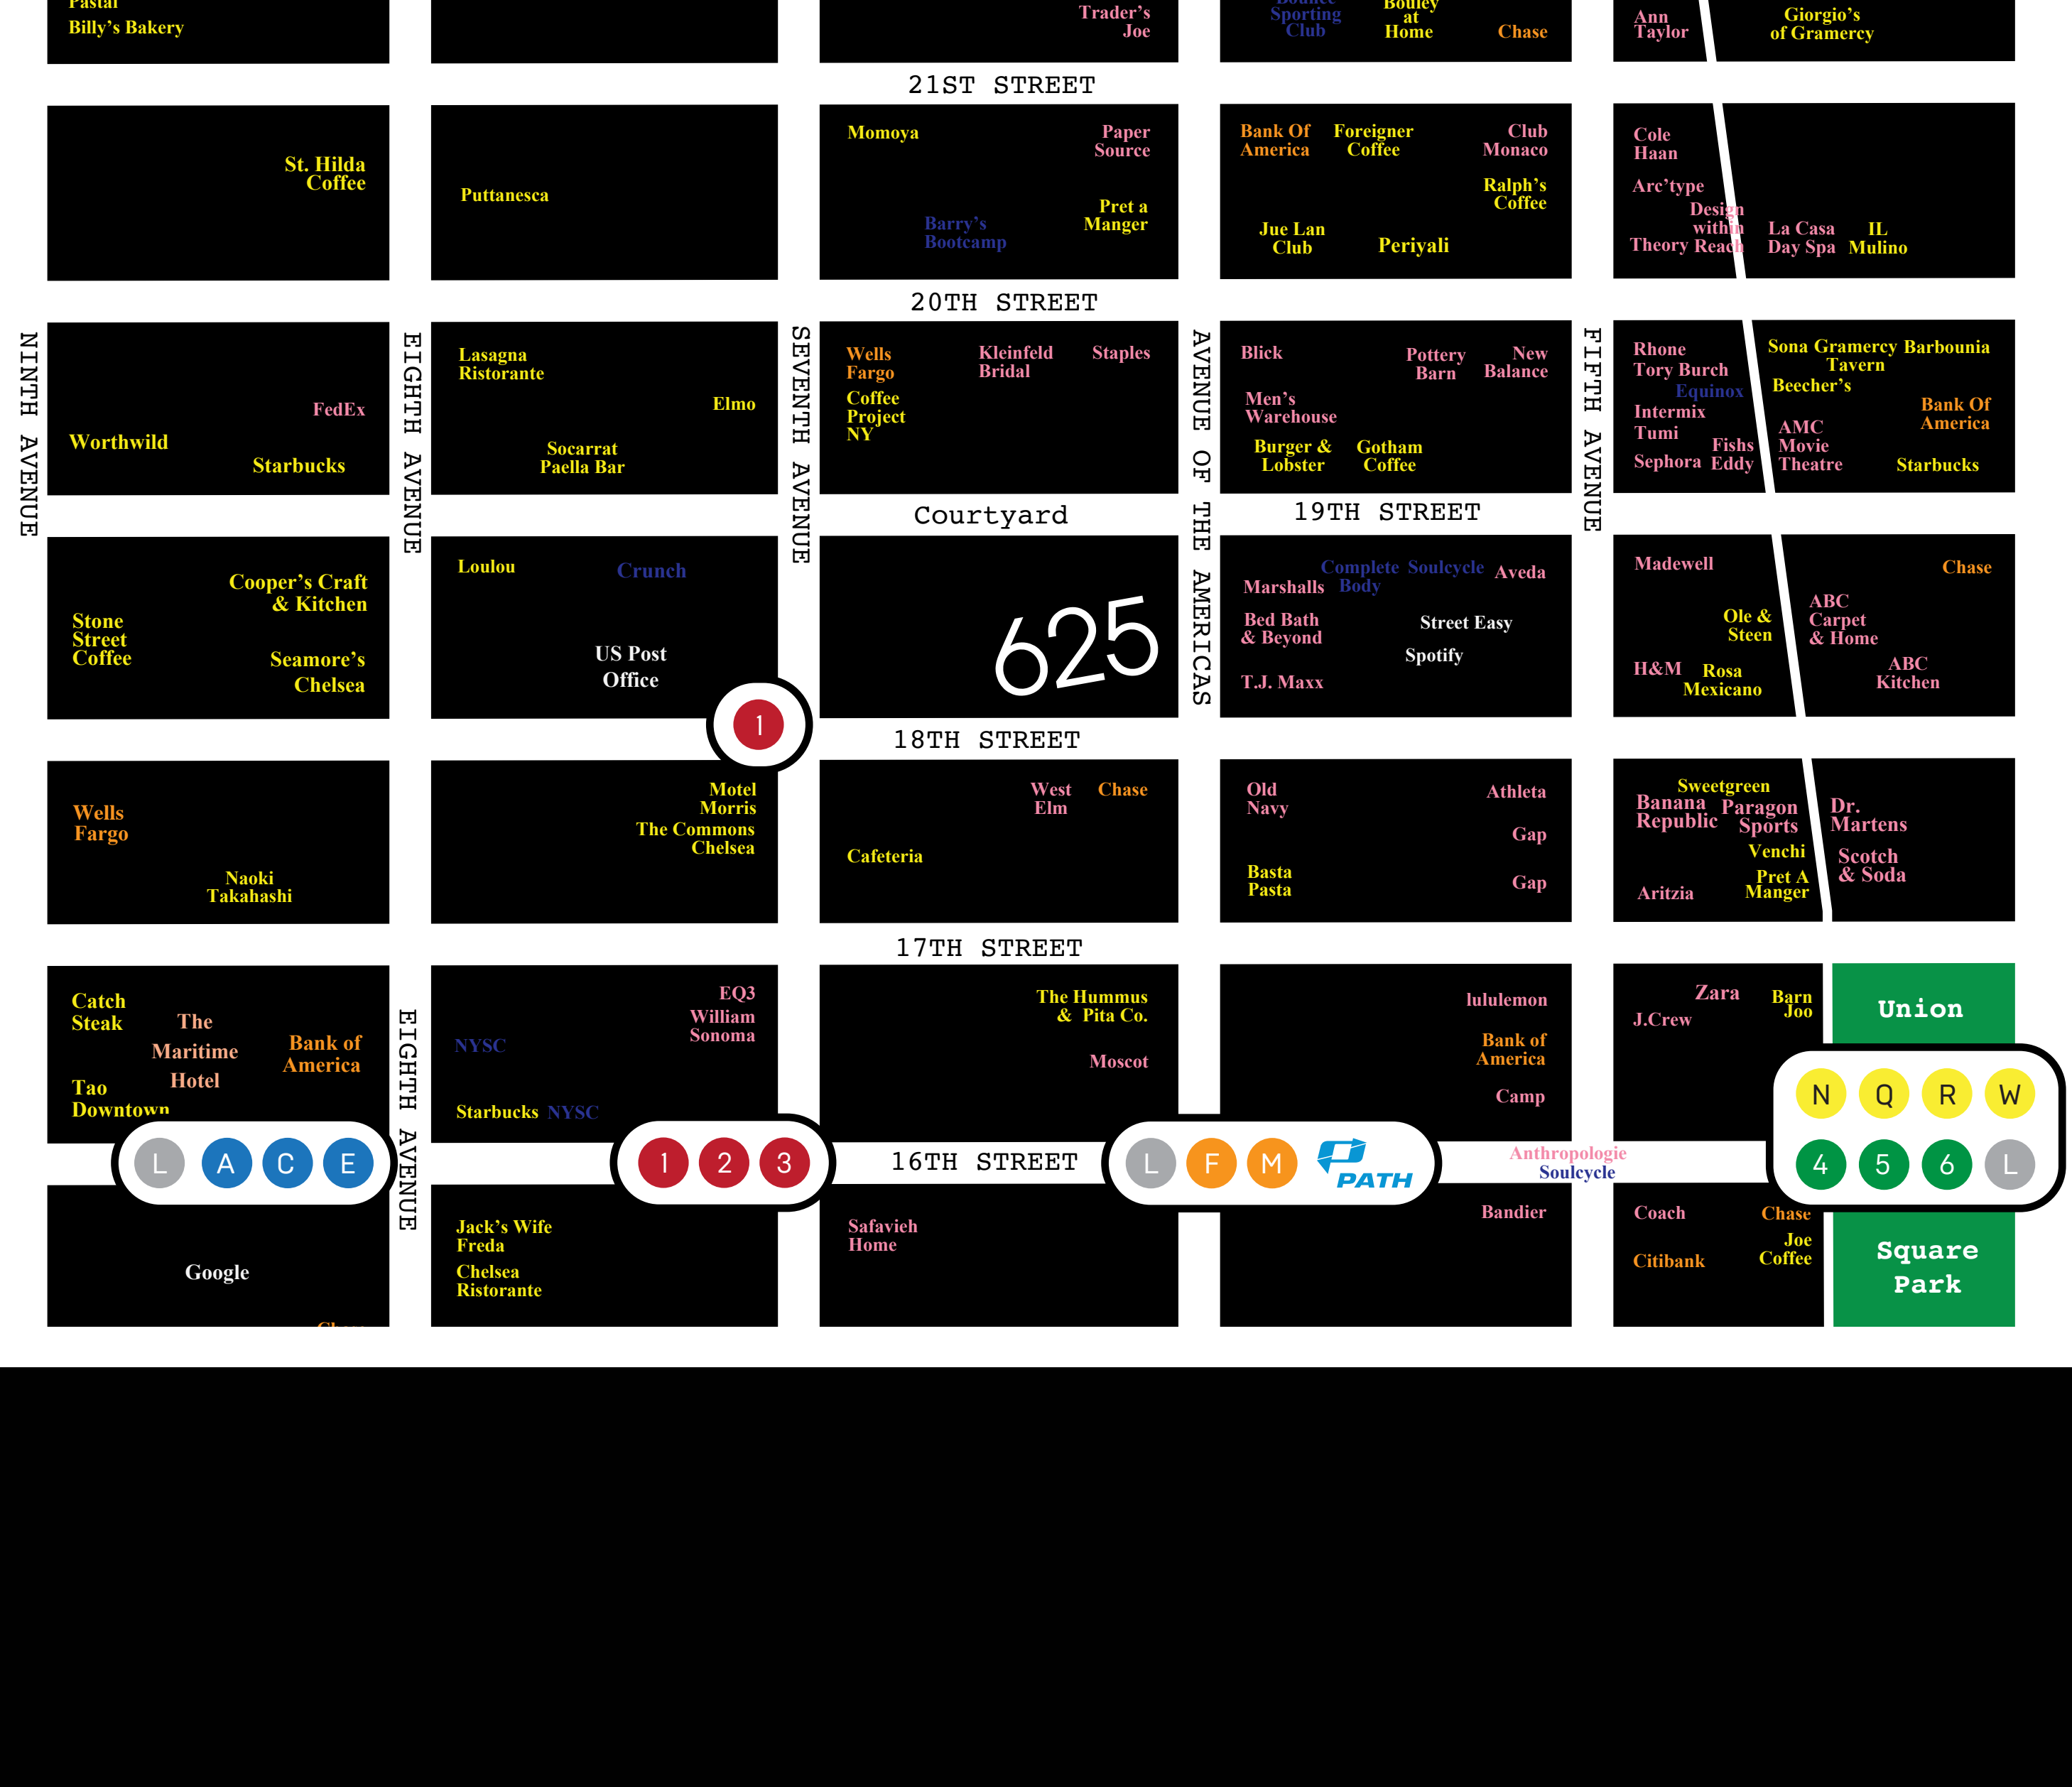 Billy's Bakery
Trader's
Joe
Sporting
Club
Bouley
at
Home
Chase
Ann
Taylor
Giorgio's
of Gramercy
21ST STREET
St. Hilda
Coffee
Puttanesca
Momoya
Paper
Source
Barry's
Bootcamp
Pret a
Manger
Bank Of
America
Foreigner
Coffee
Club
Monaco
Ralph's
Coffee
Jue Lan
Club
Periyali
Cole
Haan
Arc'type
Design
within
Theory Reach
La Casa
Day Spa
IL
Mulino
20TH STREET
NINTH AVENUE
EIGHTH AVENUE
SEVENTH AVENUE
AVENUE OF THE AMERICAS
FIFTH AVENUE
FedEx
Worthwild
Starbucks
Lasagna
Ristorante
Elmo
Socarrat
Paella Bar
Wells
Fargo
Coffee
Project
NY
Kleinfeld
Bridal
Staples
Blick
Pottery
Barn
New
Balance
Men's
Warehouse
Burger &
Lobster
Gotham
Coffee
Rhone
Tory Burch
Equinox
Intermix
Tumi
Sephora
Fishs
Eddy
Sona
Gramercy
Tavern
Barbounia
Beecher's
Bank Of
America
AMC
Movie
Theatre
Starbucks
Courtyard
19TH STREET
Cooper's Craft
& Kitchen
Stone
Street
Coffee
Seamore's
Chelsea
Loulou
Crunch
US Post
Office
1
625
Complete
Body
Soulcycle
Aveda
Marshalls
Bed Bath
& Beyond
Street Easy
Spotify
T.J. Maxx
Madewell
Ole &
Steen
H&M
Rosa
Mexicano
Chase
ABC
Carpet
& Home
ABC
Kitchen
18TH STREET
Wells
Fargo
Naoki
Takahashi
Motel
Morris
The Commons
Chelsea
West
Elm
Chase
Cafeteria
Old
Navy
Athleta
Gap
Basta
Pasta
Gap
Sweetgreen
Banana
Republic
Paragon
Sports
Venchi
Pret A
Manger
Aritzia
Dr.
Martens
Scotch
& Soda
17TH STREET
Catch
Steak
The
Maritime
Hotel
Bank of
America
Tao
Downtown
EIGHTH AVENUE
EQ3
William
Sonoma
NYSC
Starbucks
NYSC
The Hummus
& Pita Co.
Moscot
lululemon
Bank of
America
Camp
Zara
J.Crew
Barn
Joo
Union
N Q R W
4 5 6 L
L A C E
1 2 3
16TH STREET
L F M PATH
Anthropologie
Soulcycle
Google
Jack's Wife
Freda
Chelsea
Ristorante
Safavieh
Home
Bandier
Coach
Chase
Citibank
Joe
Coffee
Square
Park